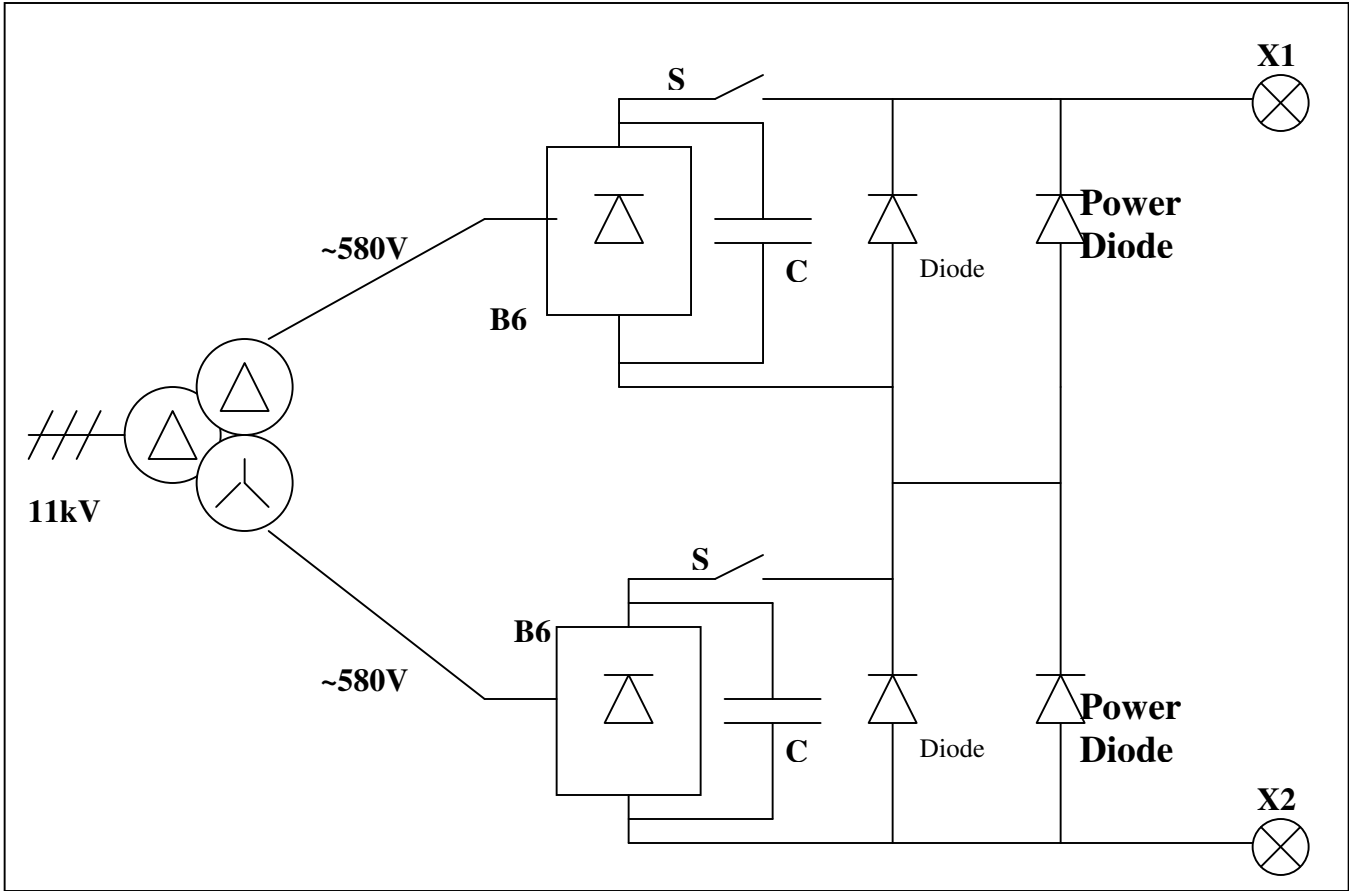 X1
S
Power
Diode
~580V
Diode
C
B6
11kV
S
B6
~580V
Power
Diode
Diode
C
X2